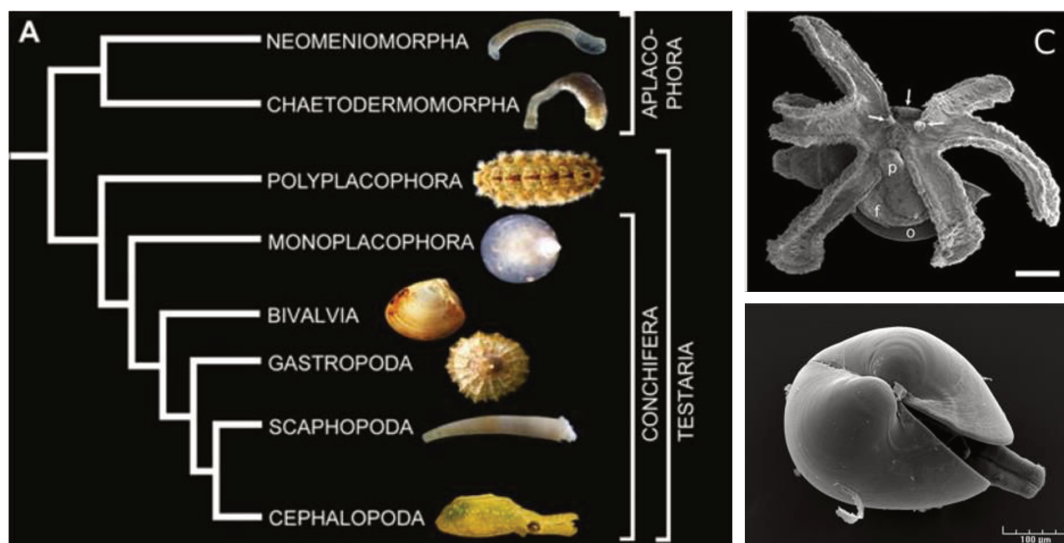 A
NEOMENIOMORPHA
CHAETODERMOMORPHA
APLACO-
PHORA
POLYPLACOPHORA
MONOPLACOPHORA
BIVALVIA
GASTROPODA
SCAPHOPODA
CEPHALOPODA
CONCHIFERA
TESTARIA
C
p
f
o
100 µm